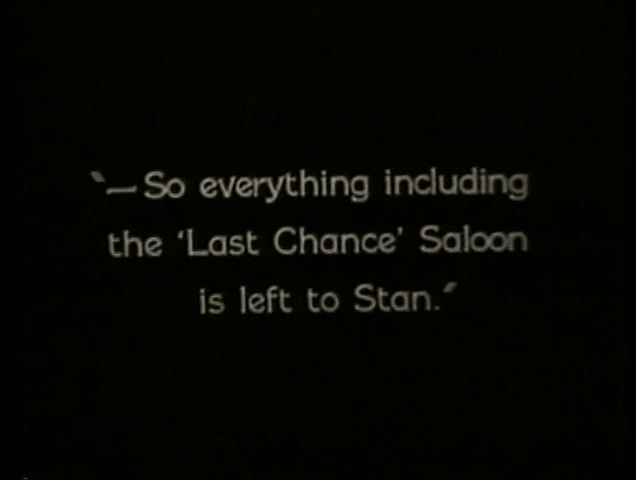 "—So everything including
the 'Last Chance' Saloon
is left to Stan."